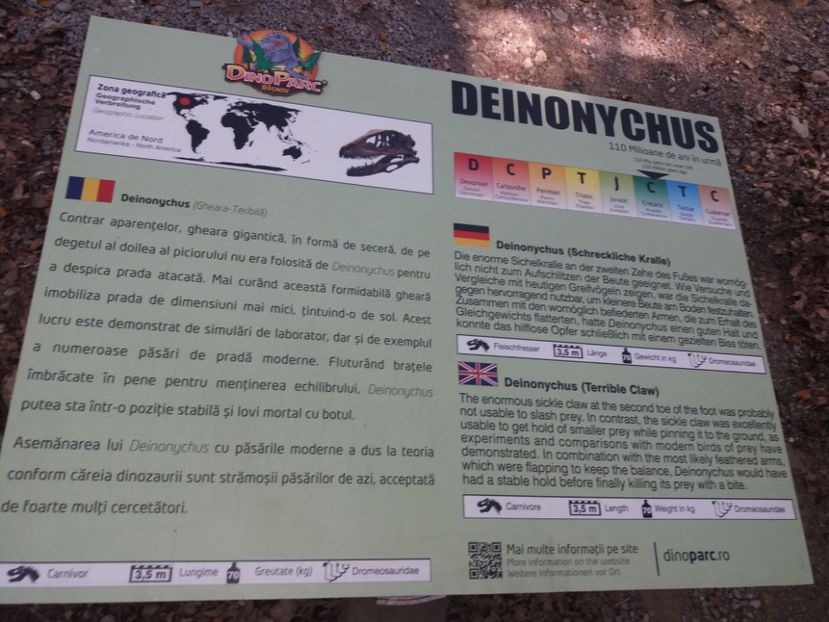 DINOPARC
RÂȘNOV
Zona geografică
Geographische
Verbreitung
Geographic Location
America de Nord
Nordamerika - North America
Deinonychus (Gheara-Teribilă)
Contrar aparențelor, gheara gigantică, în formă de seceră, de pe
degetul al doilea al piciorului nu era folosită de Deinonychus pentru
a despica prada atacată. Mai curând această formidabilă gheară
imobiliza prada de dimensiuni mai mici, țintuind-o de sol. Acest
lucru este demonstrat de simulări de laborator, dar și de exemplul
a numeroase păsări de pradă moderne. Fluturând brațele
îmbrăcate în pene pentru menținerea echilibrului, Deinonychus
putea sta într-o poziție stabilă și lovi mortal cu botul.
Asemănarea lui Deinonychus cu păsările moderne a dus la teoria
conform căreia dinozaurii sunt strămoșii păsărilor de azi, acceptată
de foarte mulți cercetători.
Carnivor 3,5 m Lungime 70 Greutate (kg) Dromeosauridae
DEINONYCHUS
110 Milioane de ani în urmă
D C P T J C T C
Devonian Carbonifer Permian Triasic Jurasic Cretacic Terțiar Cuaternar
Deinonychus (Schreckliche Kralle)
Die enorme Sichelkralle an der zweiten Zehe des Fußes war womög-
lich nicht zum Aufschlitzen der Beute geeignet. Wie Versuche und
Vergleiche mit heutigen Greifvögeln zeigen, war die Sichelkralle da-
gegen hervorragend nutzbar, um kleinere Beute am Boden festzuhalten.
Zusammen mit den womöglich befiederten Armen, die zum Erhalt des
Gleichgewichts flatterten, hatte Deinonychus einen guten Halt und
konnte das hilflose Opfer schließlich mit einem gezielten Biss töten.
Fleischfresser 3,5 m Länge 70 Gewicht in kg Dromeosauridae
Deinonychus (Terrible Claw)
The enormous sickle claw at the second toe of the foot was probably
not usable to slash prey. In contrast, the sickle claw was excellently
usable to get hold of smaller prey while pinning it to the ground, as
experiments and comparisons with modern birds of prey have
demonstrated. In combination with the most likely feathered arms,
which were flapping to keep the balance, Deinonychus would have
had a stable hold before finally killing its prey with a bite.
Carnivore 3,5 m Length 70 Weight in kg Dromeosauridae
Mai multe informații pe site
More information on the website
Weitere Informationen vor Ort
dinoparc.ro